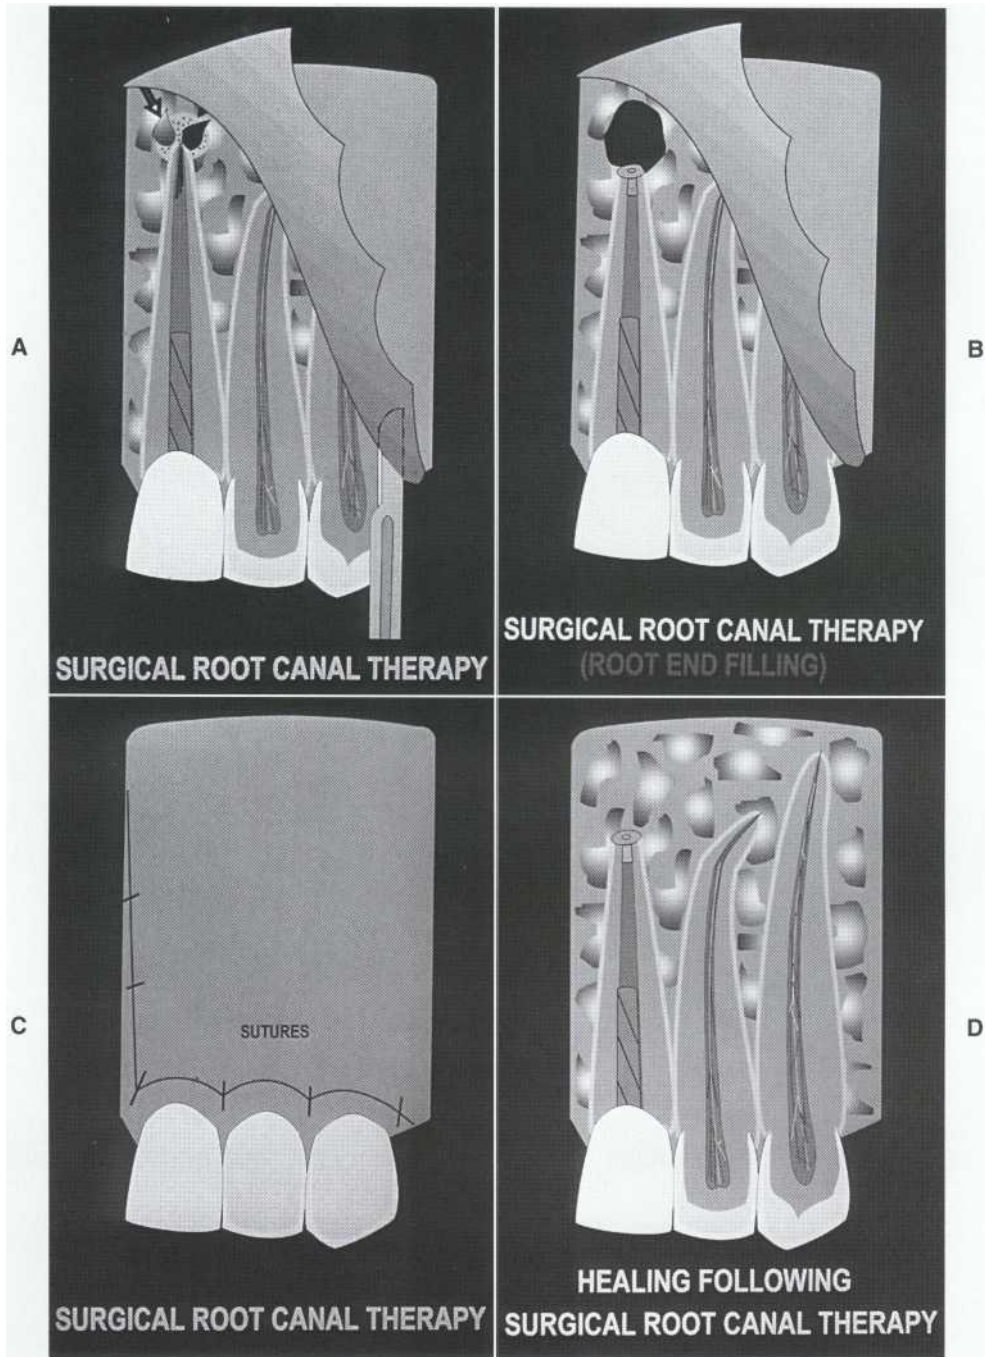 A
SURGICAL ROOT CANAL THERAPY
B
SURGICAL ROOT CANAL THERAPY
(ROOT END FILLING)
C
SUTURES
SURGICAL ROOT CANAL THERAPY
D
HEALING FOLLOWING
SURGICAL ROOT CANAL THERAPY